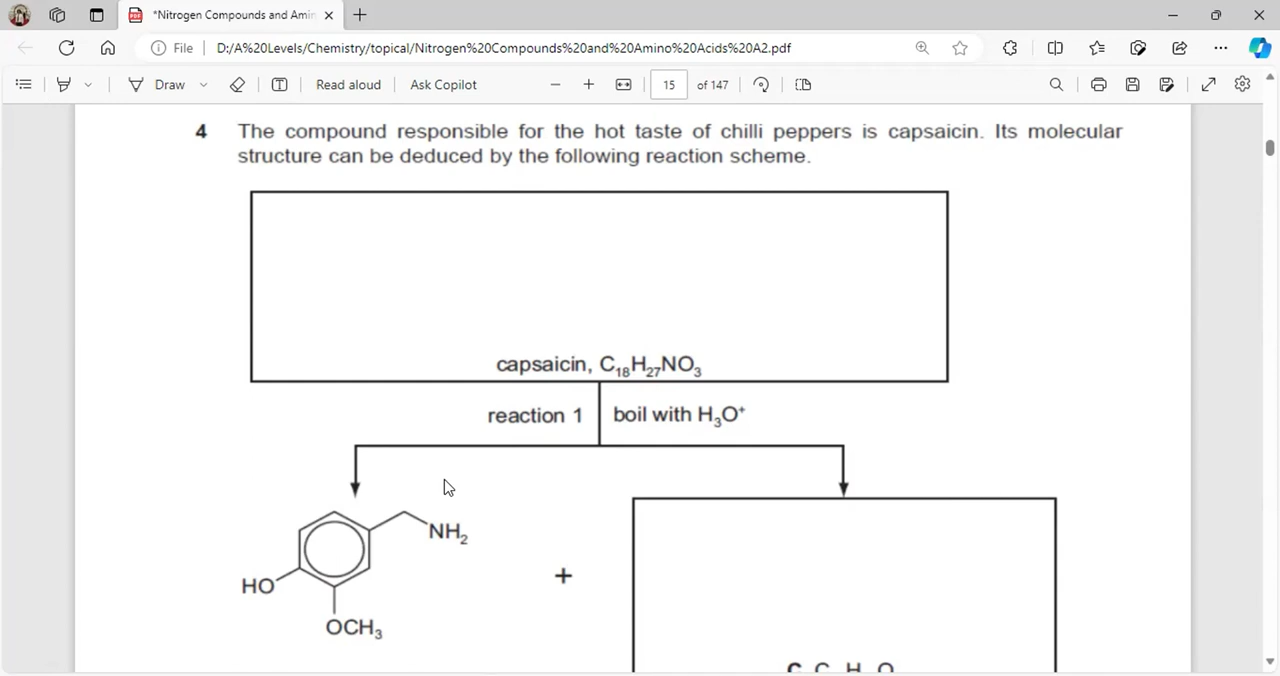 *Nitrogen Compounds and Amin
File D:/A%20Levels/Chemistry/topical/Nitrogen%20Compounds%20and%20Amino%20Acids%20A2.pdf
Draw Read aloud Ask Copilot 15 of 147
4 The compound responsible for the hot taste of chilli peppers is capsaicin. Its molecular
structure can be deduced by the following reaction scheme.
capsaicin, C₁₈H₂₇NO₃
reaction 1 boil with H₃O⁺
NH₂
+
HO
OCH₃